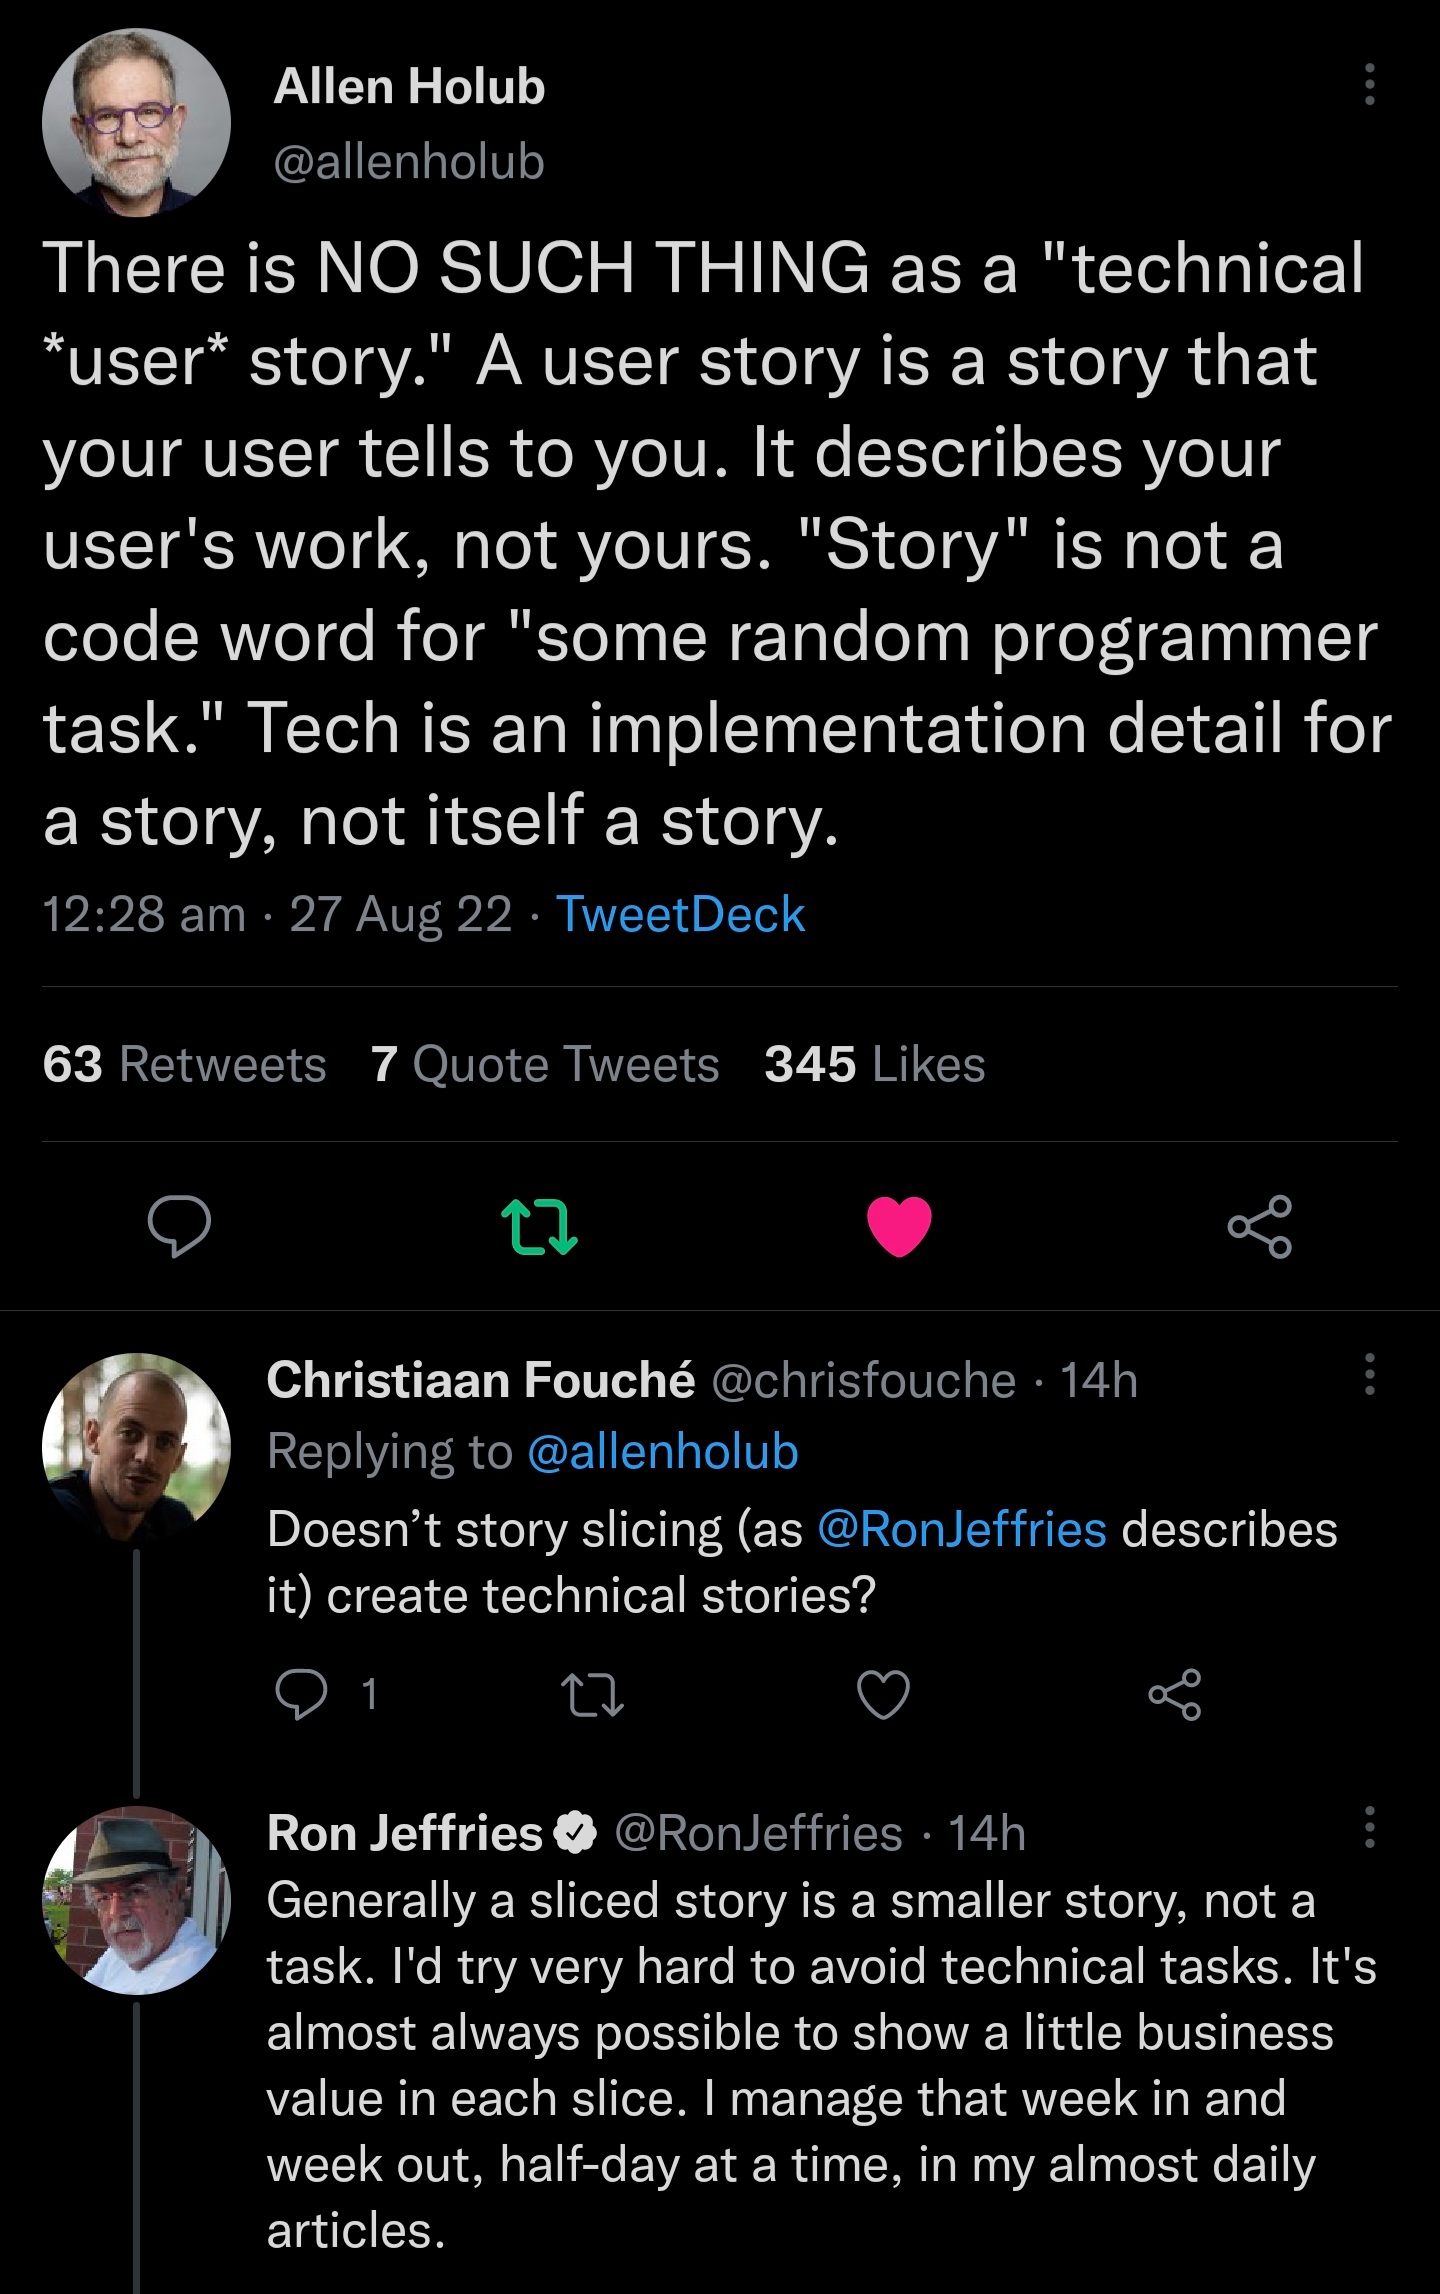 Allen Holub
@allenholub
There is NO SUCH THING as a "technical
*user* story." A user story is a story that
your user tells to you. It describes your
user's work, not yours. "Story" is not a
code word for "some random programmer
task." Tech is an implementation detail for
a story, not itself a story.
12:28 am · 27 Aug 22 · TweetDeck
63 Retweets 7 Quote Tweets 345 Likes
Christiaan Fouché @chrisfouche · 14h
Replying to @allenholub
Doesn’t story slicing (as @RonJeffries describes
it) create technical stories?
1
Ron Jeffries @RonJeffries · 14h
Generally a sliced story is a smaller story, not a
task. I'd try very hard to avoid technical tasks. It's
almost always possible to show a little business
value in each slice. I manage that week in and
week out, half-day at a time, in my almost daily
articles.